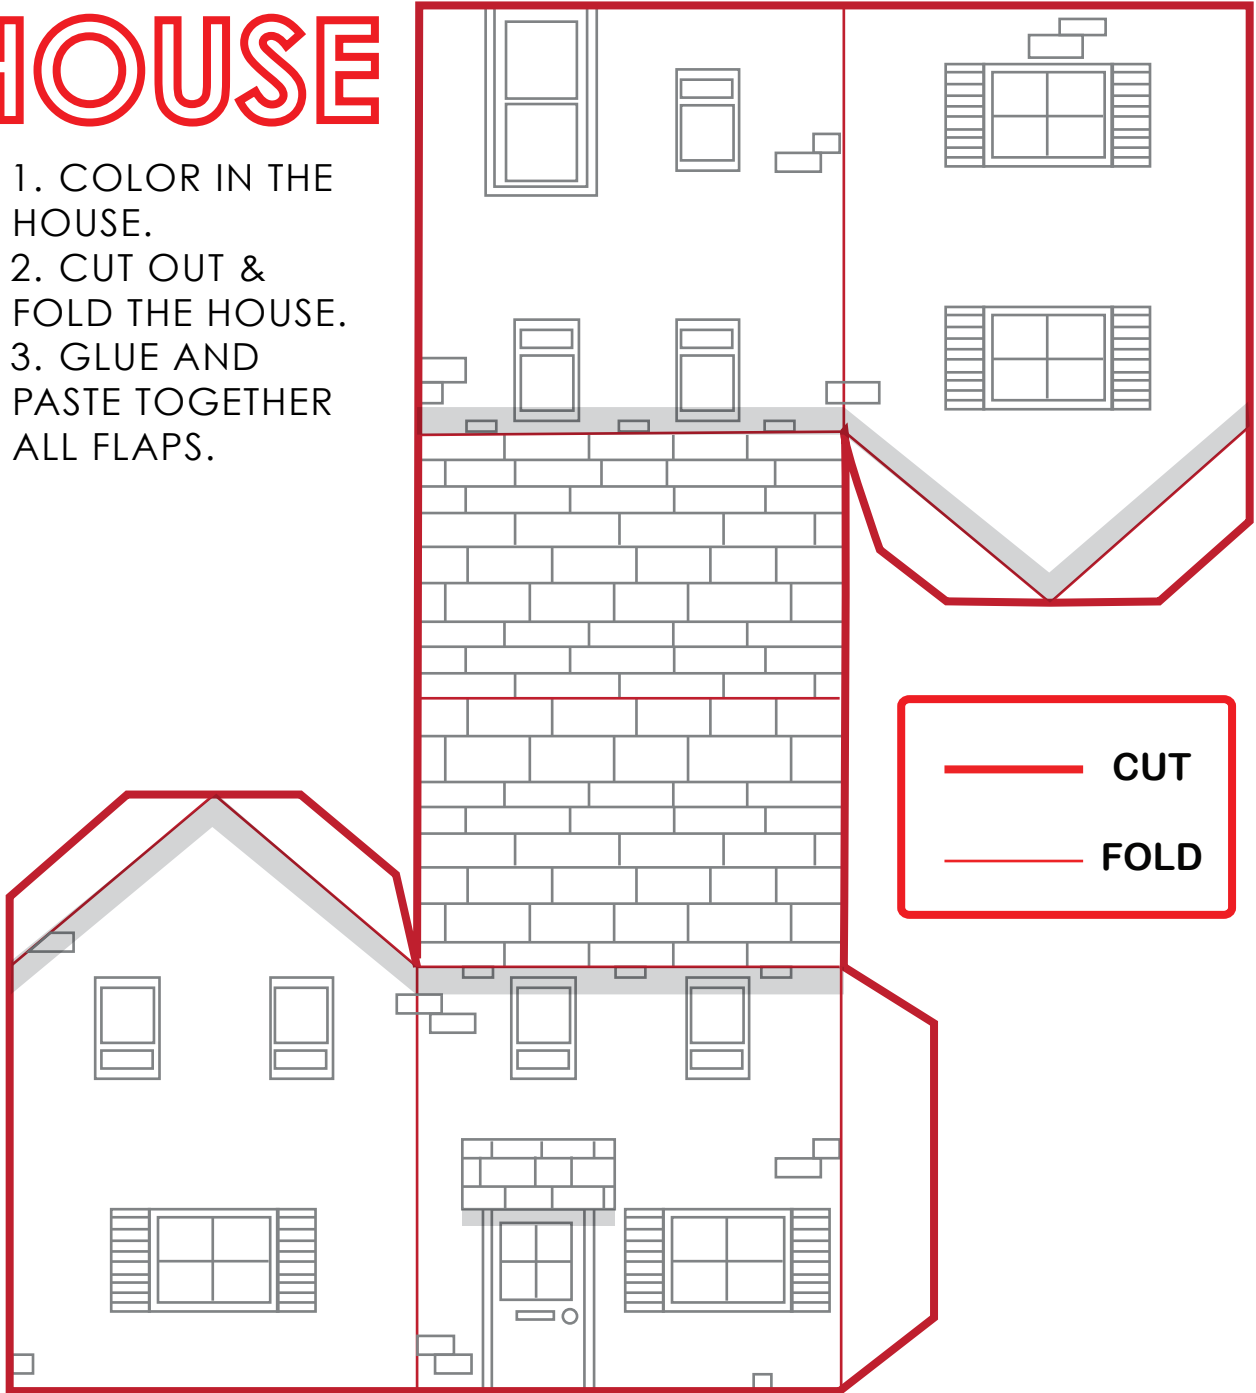 HOUSE
1. COLOR IN THE
HOUSE.
2. CUT OUT &
FOLD THE HOUSE.
3. GLUE AND
PASTE TOGETHER
ALL FLAPS.
CUT
FOLD